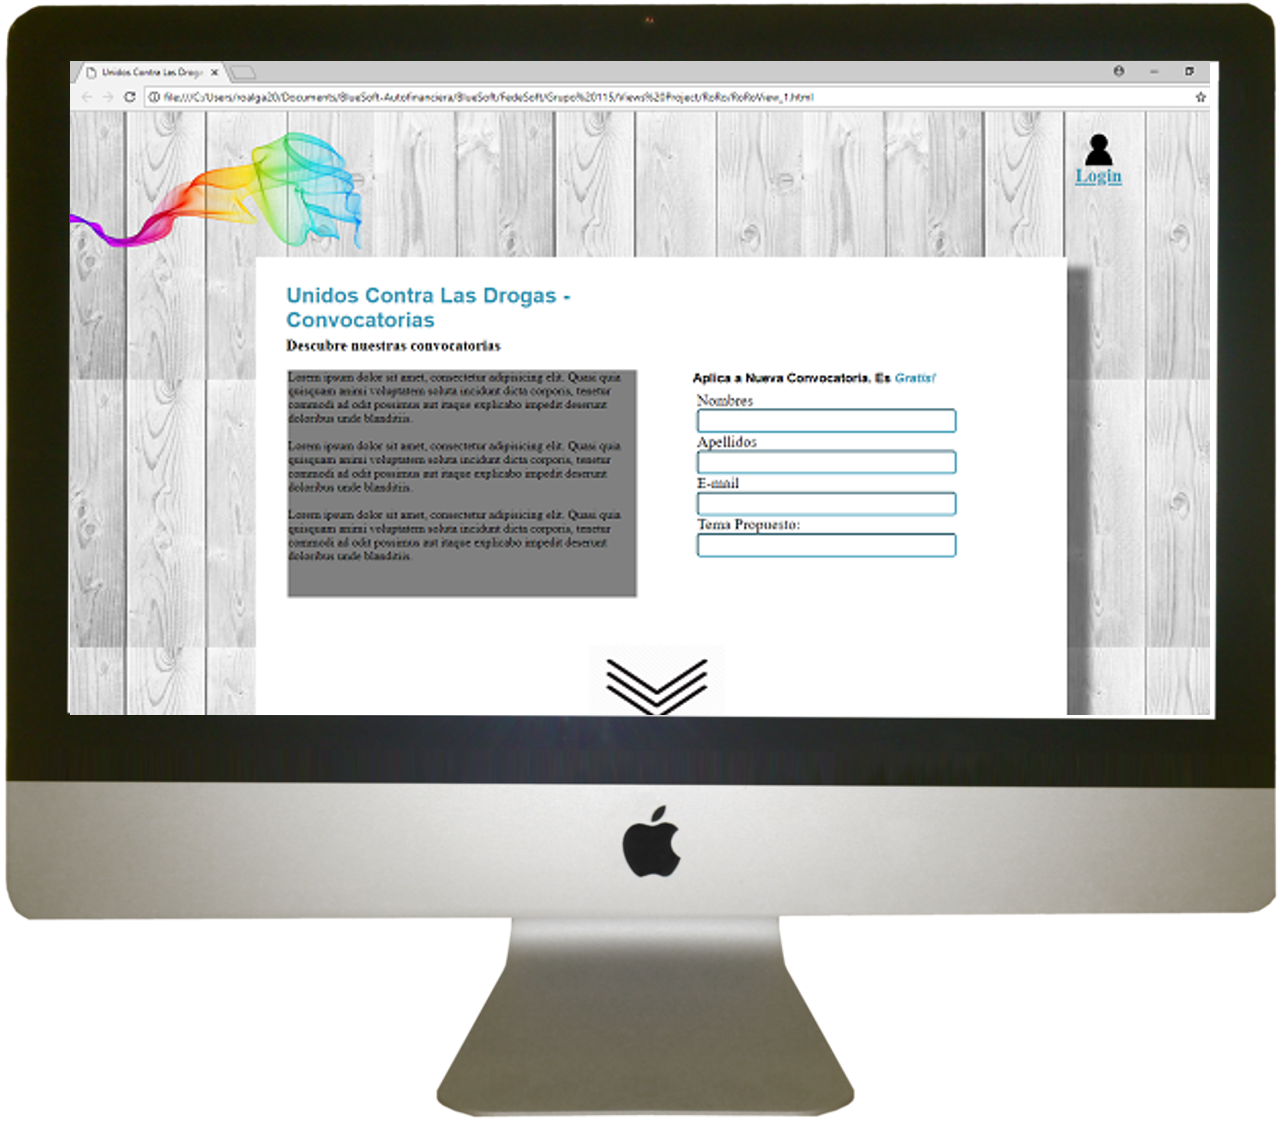 Unidos Contra Las Droga
file:///C:/Users/roalga20/Documents/BlueSoft-Autofinanciera/BlueSoft/FedeSoft/Grupo%20115/Views%20Project/RoRo/RoRoView_1.html
Login
Unidos Contra Las Drogas -
Convocatorias
Descubre nuestras convocatorias
Lorem ipsum dolor sit amet, consectetur adipisicing elit. Quasi quia
quisquam animi voluptatem soluta incidunt dicta corporis, tenetur
commodi ad odit possimus aut itaque explicabo impedit deserunt
doloribus unde blanditiis.
Lorem ipsum dolor sit amet, consectetur adipisicing elit. Quasi quia
quisquam animi voluptatem soluta incidunt dicta corporis, tenetur
commodi ad odit possimus aut itaque explicabo impedit deserunt
doloribus unde blanditiis.
Lorem ipsum dolor sit amet, consectetur adipisicing elit. Quasi quia
quisquam animi voluptatem soluta incidunt dicta corporis, tenetur
commodi ad odit possimus aut itaque explicabo impedit deserunt
doloribus unde blanditiis.
Aplica a Nueva Convocatoria. Es Gratis!
Nombres
Apellidos
E-mail
Tema Propuesto: